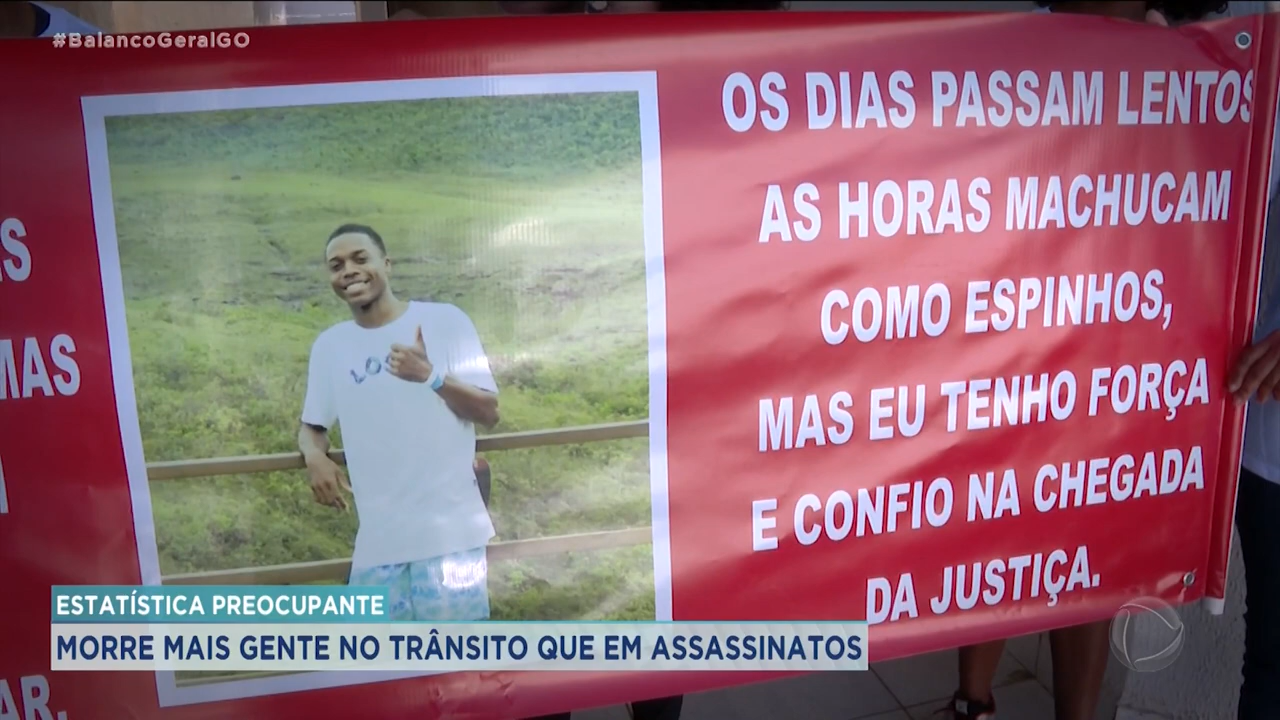 #BalancoGeralGO
OS DIAS PASSAM LENTOS
AS HORAS MACHUCAM
COMO ESPINHOS,
MAS EU TENHO FORÇA
E CONFIO NA CHEGADA
DA JUSTIÇA.
ESTATÍSTICA PREOCUPANTE
MORRE MAIS GENTE NO TRÂNSITO QUE EM ASSASSINATOS